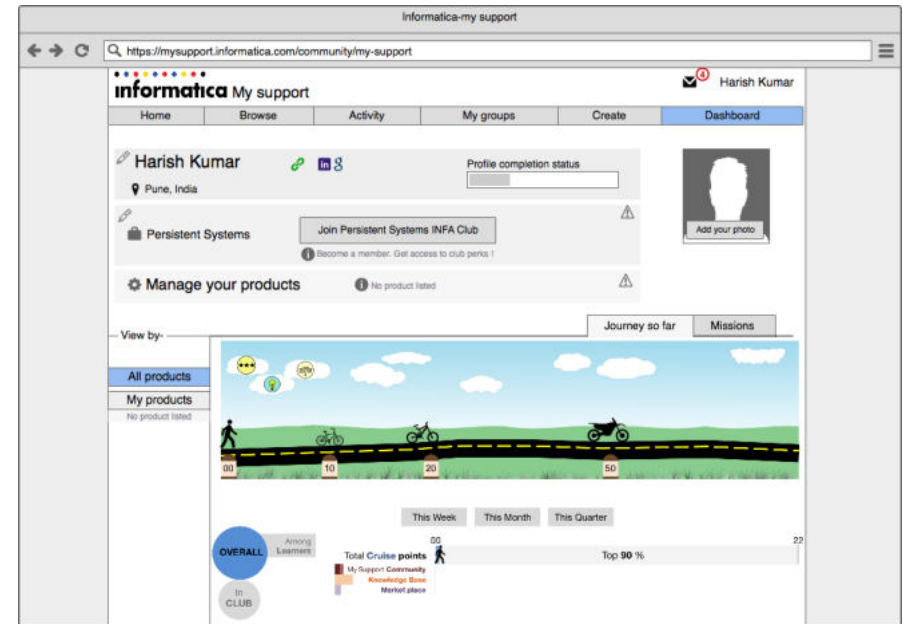 Informatica-my support
https://mysupport.informatica.com/community/my-support
informatica My support
4
Harish Kumar
Home Browse Activity My groups Create Dashboard
Harish Kumar
in 8
Profile completion status
Pune, India
Add your photo
Persistent Systems
Join Persistent Systems INFA Club
Become a member. Get access to club perks !
Manage your products
No product listed
Journey so far Missions
View by-
All products
My products
No product listed
00 10 20 50
This Week This Month This Quarter
OVERALL
Among
Learners
In
CLUB
00 22
Total Cruise points
Top 90 %
My Support Community
Knowledge Base
Market place